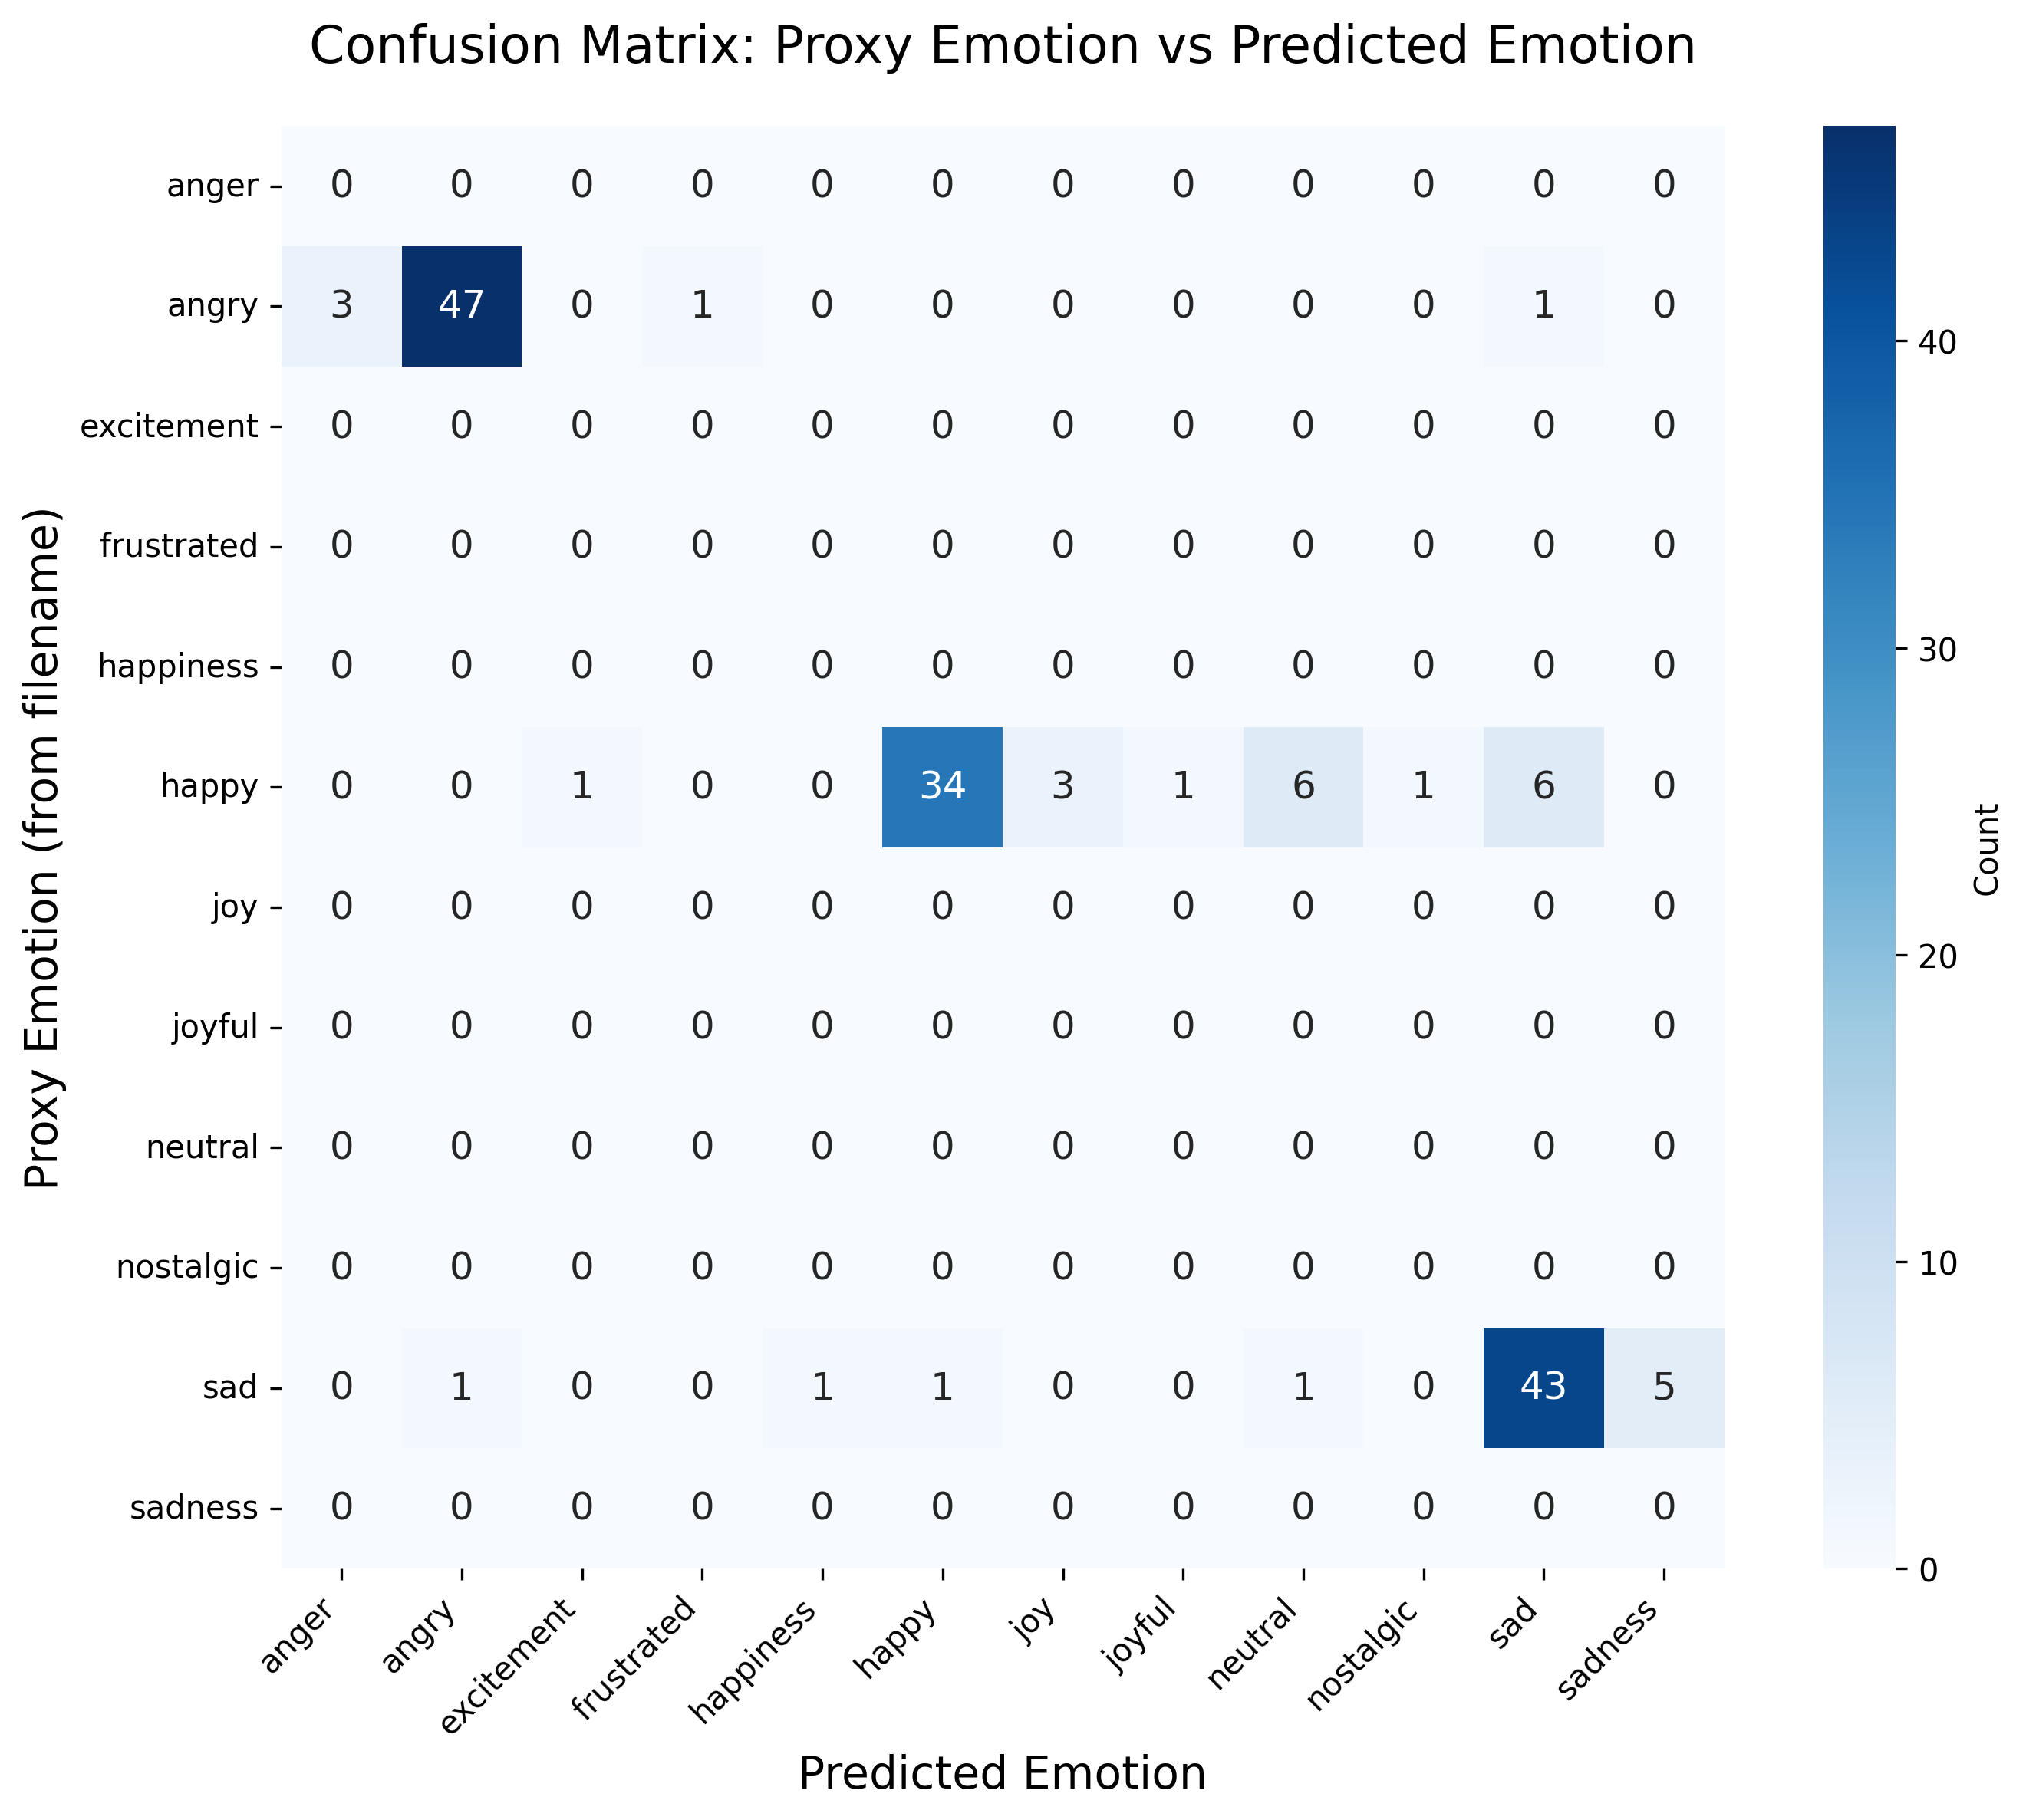 Confusion Matrix: Proxy Emotion vs Predicted Emotion
Proxy Emotion (from filename)
anger 0 0 0 0 0 0 0 0 0 0 0 0
angry 3 47 0 1 0 0 0 0 0 0 1 0
excitement 0 0 0 0 0 0 0 0 0 0 0 0
frustrated 0 0 0 0 0 0 0 0 0 0 0 0
happiness 0 0 0 0 0 0 0 0 0 0 0 0
happy 0 0 1 0 0 34 3 1 6 1 6 0
joy 0 0 0 0 0 0 0 0 0 0 0 0
joyful 0 0 0 0 0 0 0 0 0 0 0 0
neutral 0 0 0 0 0 0 0 0 0 0 0 0
nostalgic 0 0 0 0 0 0 0 0 0 0 0 0
sad 0 1 0 0 1 1 0 0 1 0 43 5
sadness 0 0 0 0 0 0 0 0 0 0 0 0
anger angry excitement frustrated happiness happy joy joyful neutral nostalgic sad sadness
Predicted Emotion
40
30
20
10
0
Count